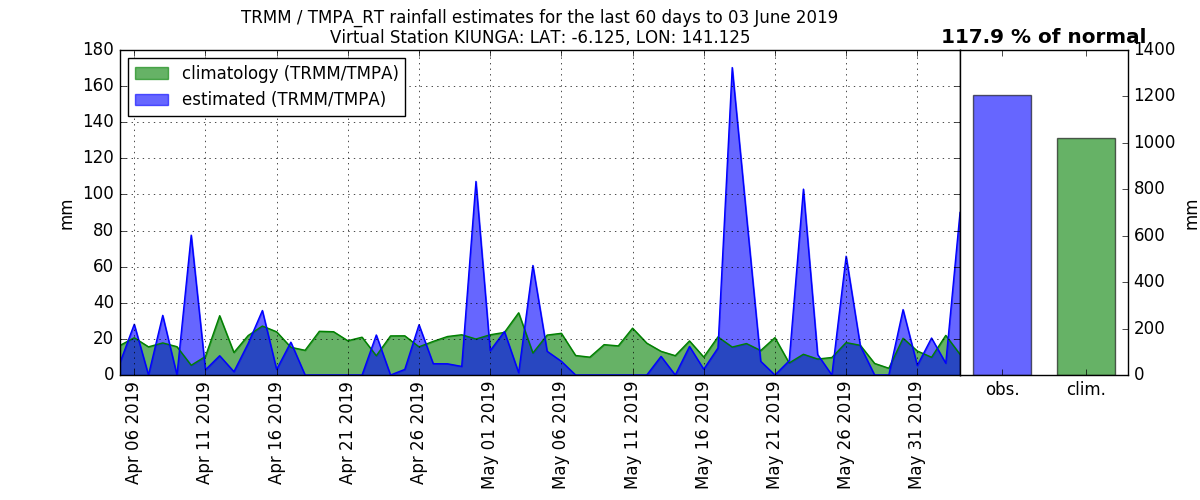 TRMM / TMPA_RT rainfall estimates for the last 60 days to 03 June 2019
Virtual Station KIUNGA: LAT: -6.125, LON: 141.125
117.9 % of normal
climatology (TRMM/TMPA)
estimated (TRMM/TMPA)
180
160
140
120
100
80
60
40
20
0
mm
Apr 06 2019
Apr 11 2019
Apr 16 2019
Apr 21 2019
Apr 26 2019
May 01 2019
May 06 2019
May 11 2019
May 16 2019
May 21 2019
May 26 2019
May 31 2019
obs.
clim.
1400
1200
1000
800
600
400
200
0
mm